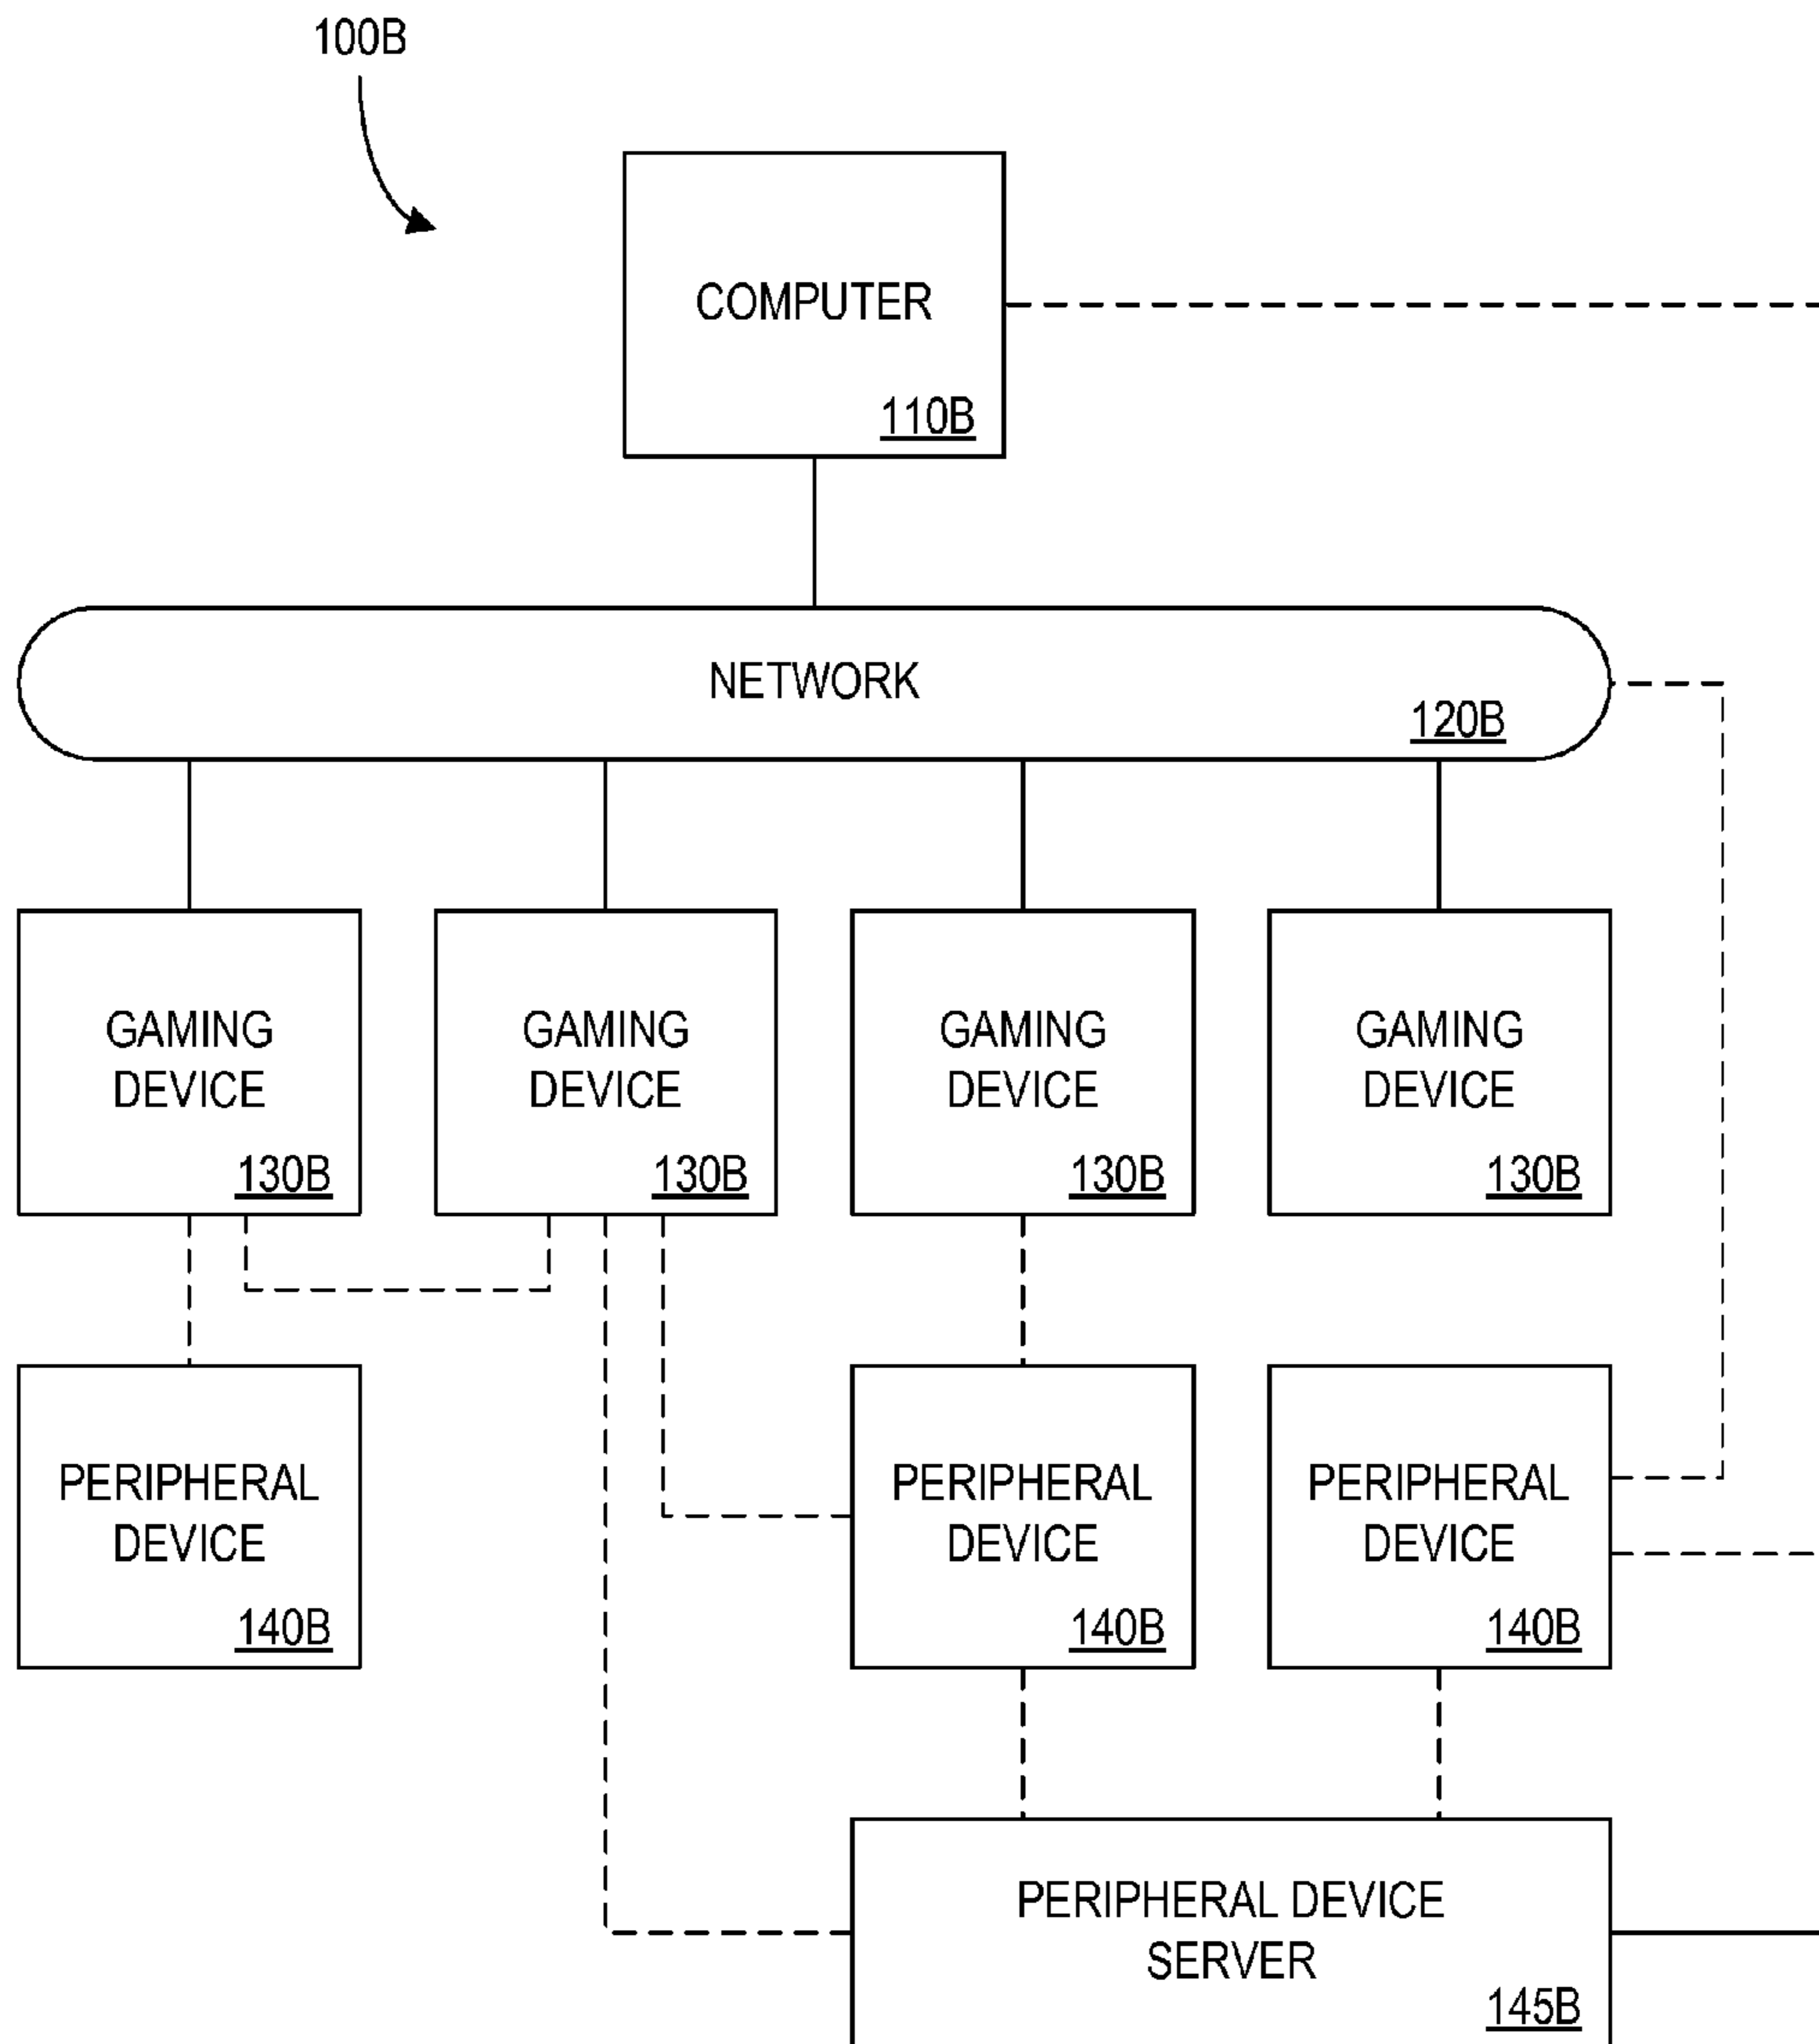 100B
COMPUTER
110B
NETWORK
120B
GAMING
DEVICE
130B
GAMING
DEVICE
130B
GAMING
DEVICE
130B
GAMING
DEVICE
130B
PERIPHERAL
DEVICE
140B
PERIPHERAL
DEVICE
140B
PERIPHERAL
DEVICE
140B
PERIPHERAL DEVICE
SERVER
145B